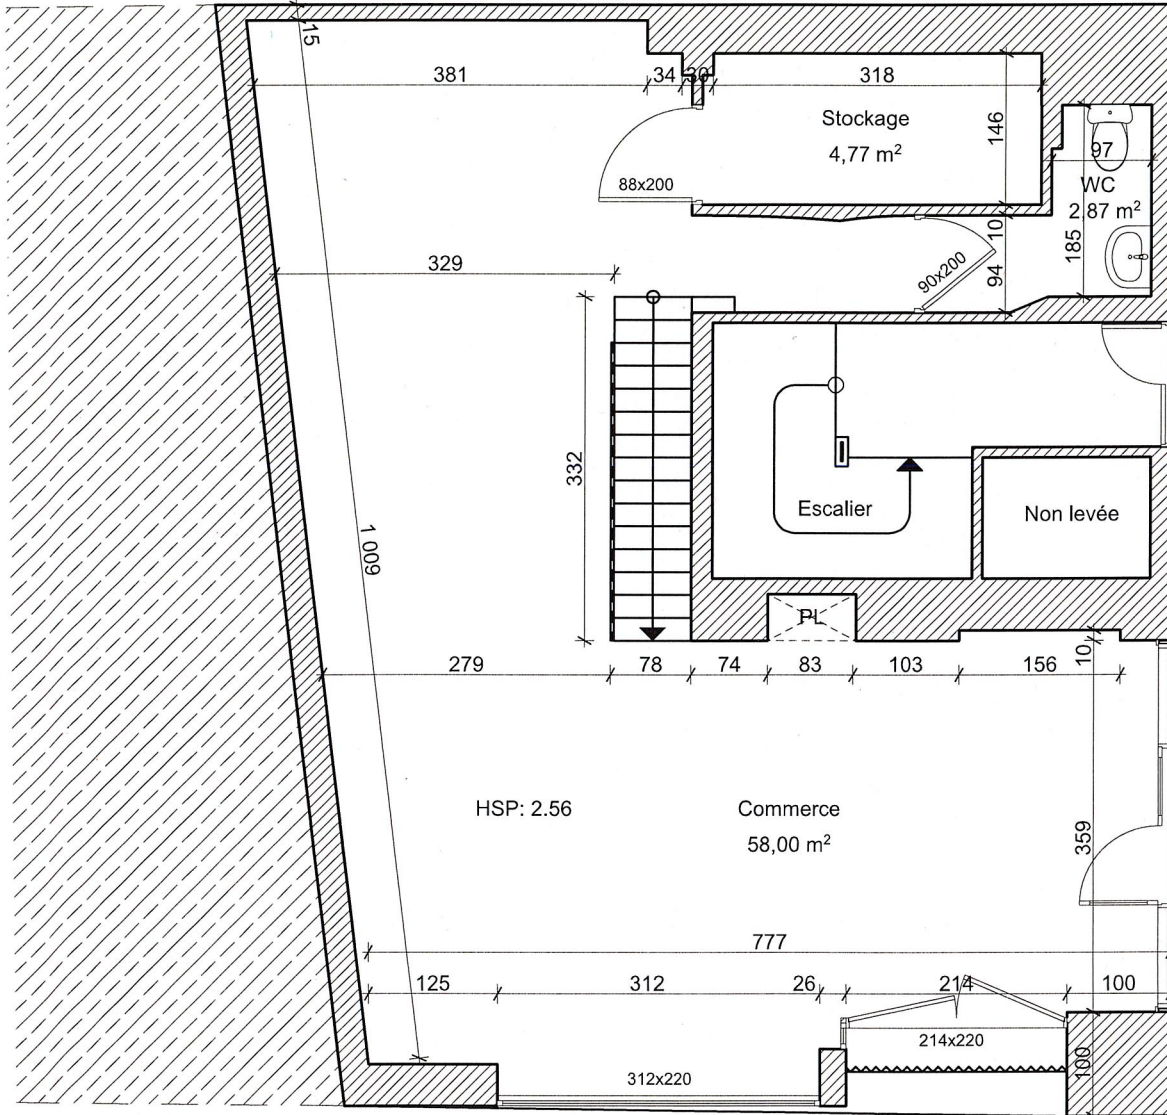 15
381
34
30
318
Stockage
4,77 m²
146
97
WC
2,87 m²
88x200
10
185
329
90x200
94
332
Escalier
Non levée
1 009
PL
279
78
74
83
103
156
10
HSP: 2.56
Commerce
58,00 m²
359
777
125
312
26
214
100
214x220
100
312x220